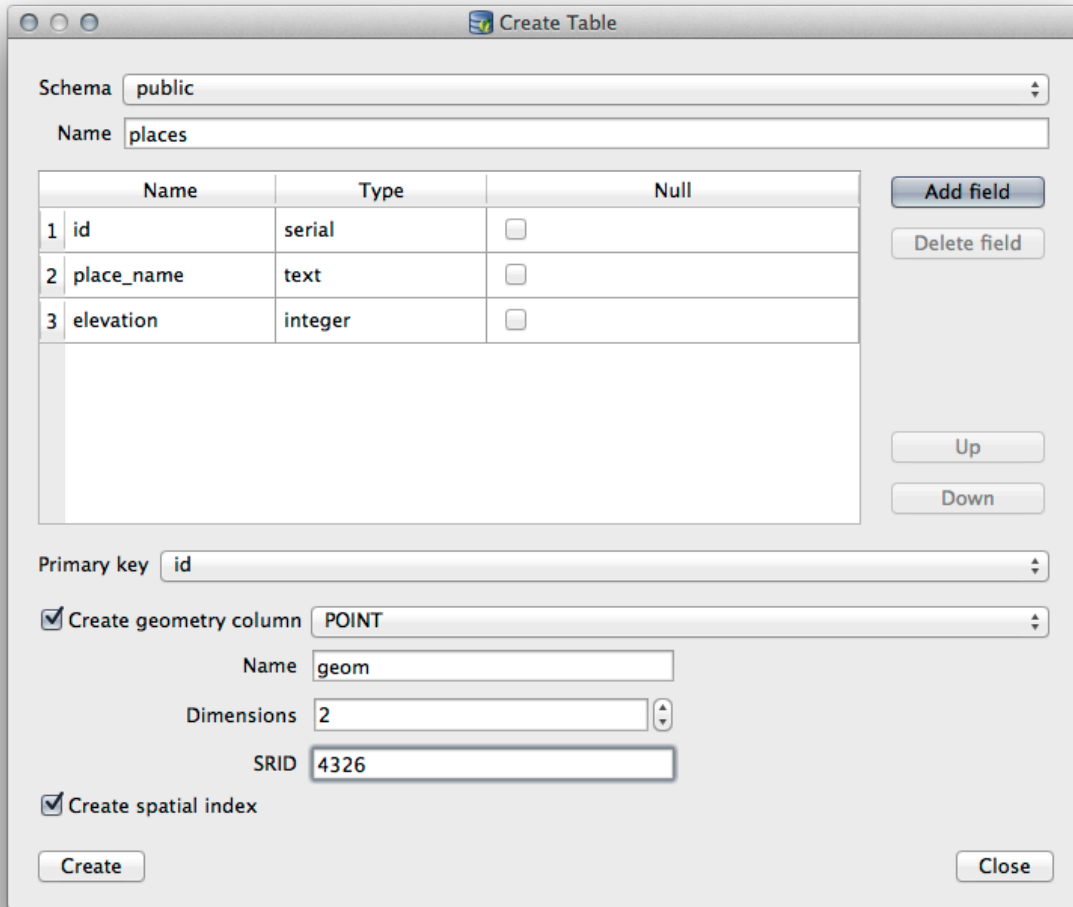 Create Table
Schema public
Name places
Name Type Null
1 id serial
2 place_name text
3 elevation integer
Add field
Delete field
Up
Down
Primary key id
Create geometry column POINT
Name geom
Dimensions 2
SRID 4326
Create spatial index
Create Close